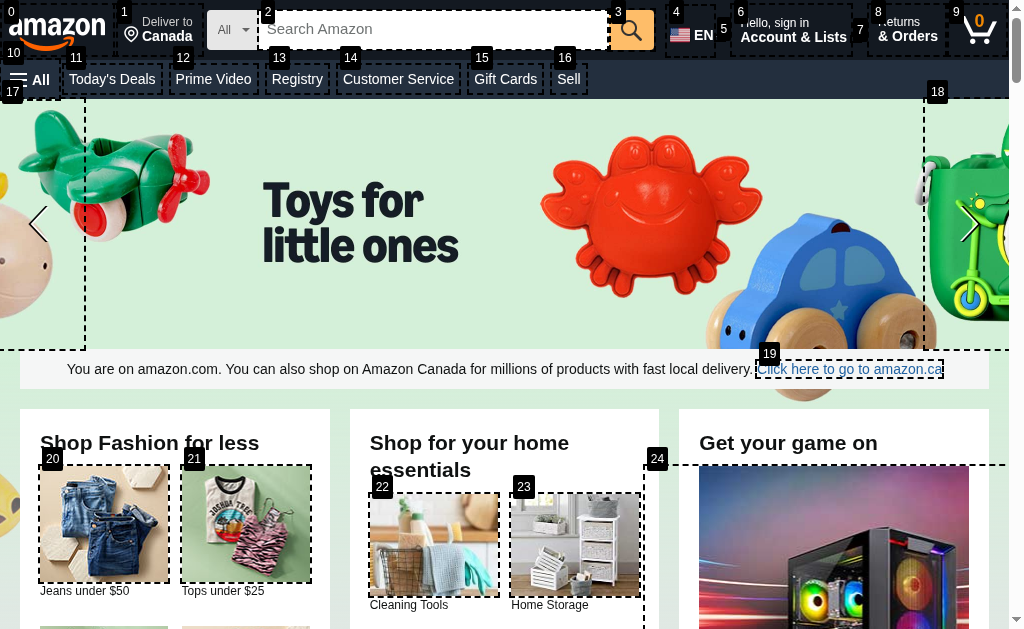 0
1
2
3
4
5
6
7
8
9
amazon
Deliver to
Canada
All
Search Amazon
EN
Hello, sign in
Account & Lists
Returns
& Orders
0
10
11
12
13
14
15
16
All
Today's Deals
Prime Video
Registry
Customer Service
Gift Cards
Sell
17
18
Toys for
little ones
19
You are on amazon.com. You can also shop on Amazon Canada for millions of products with fast local delivery. Click here to go to amazon.ca
Shop Fashion for less
20
21
Jeans under $50
Tops under $25
Shop for your home
essentials
22
23
Cleaning Tools
Home Storage
Get your game on
24
JOSHUA TREE